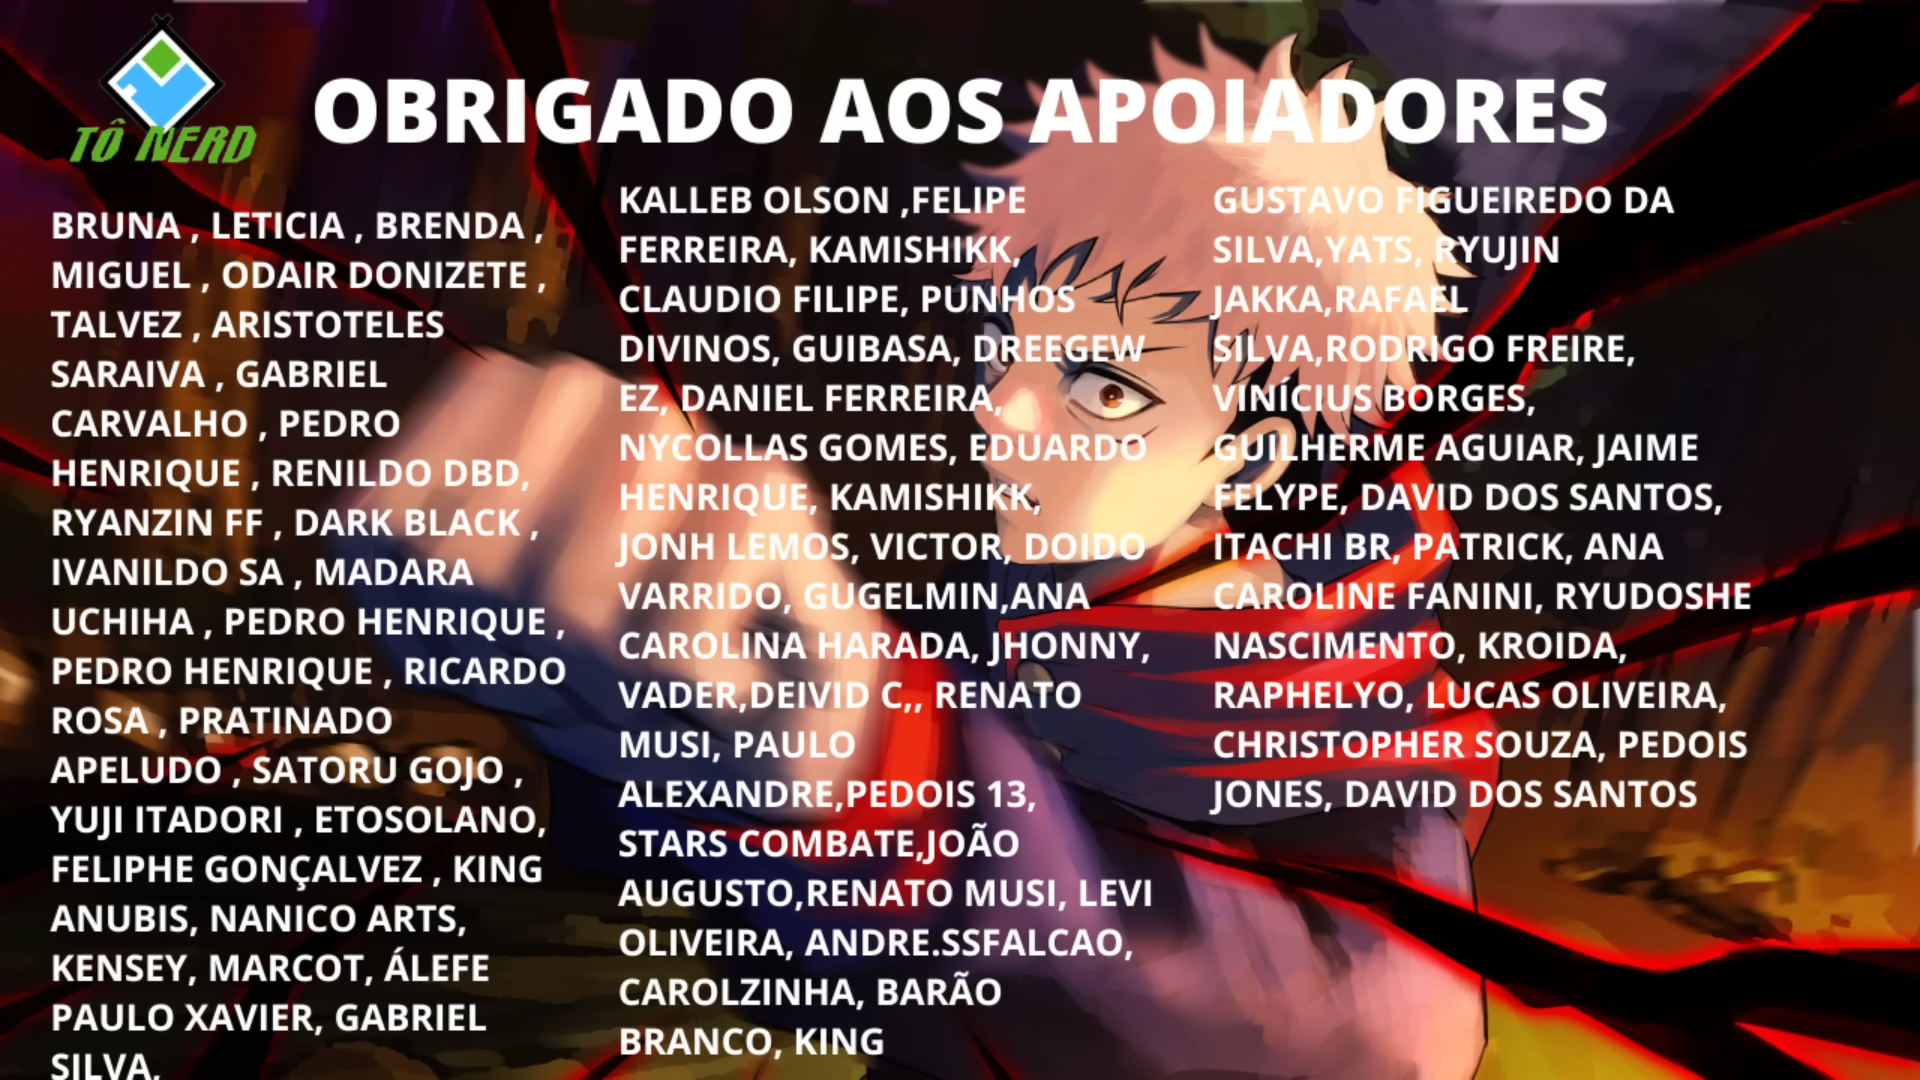 TÔ NERD
OBRIGADO AOS APOIADORES
BRUNA , LETICIA , BRENDA ,
MIGUEL , ODAIR DONIZETE ,
TALVEZ , ARISTOTELES
SARAIVA , GABRIEL
CARVALHO , PEDRO
HENRIQUE , RENILDO DBD,
RYANZIN FF , DARK BLACK ,
IVANILDO SA , MADARA
UCHIHA , PEDRO HENRIQUE ,
PEDRO HENRIQUE , RICARDO
ROSA , PRATINADO
APELUDO , SATORU GOJO ,
YUJI ITADORI , ETOSOLANO,
FELIPHE GONÇALVEZ , KING
ANUBIS, NANICO ARTS,
KENSEY, MARCOT, ÁLEFE
PAULO XAVIER, GABRIEL
SILVA,
KALLEB OLSON ,FELIPE
FERREIRA, KAMISHIKK,
CLAUDIO FILIPE, PUNHOS
DIVINOS, GUIBASA, DREEGEW
EZ, DANIEL FERREIRA,
NYCOLLAS GOMES, EDUARDO
HENRIQUE, KAMISHIKK,
JONH LEMOS, VICTOR, DOIDO
VARRIDO, GUGELMIN,ANA
CAROLINA HARADA, JHONNY,
VADER,DEIVID C,, RENATO
MUSI, PAULO
ALEXANDRE,PEDOIS 13,
STARS COMBATE,JOÃO
AUGUSTO,RENATO MUSI, LEVI
OLIVEIRA, ANDRE.SSFALCAO,
CAROLZINHA, BARÃO
BRANCO, KING
GUSTAVO FIGUEIREDO DA
SILVA,YATS, RYUJIN
JAKKA,RAFAEL
SILVA,RODRIGO FREIRE,
VINÍCIUS BORGES,
GUILHERME AGUIAR, JAIME
FELYPE, DAVID DOS SANTOS,
ITACHI BR, PATRICK, ANA
CAROLINE FANINI, RYUDOSHE
NASCIMENTO, KROIDA,
RAPHELYO, LUCAS OLIVEIRA,
CHRISTOPHER SOUZA, PEDOIS
JONES, DAVID DOS SANTOS